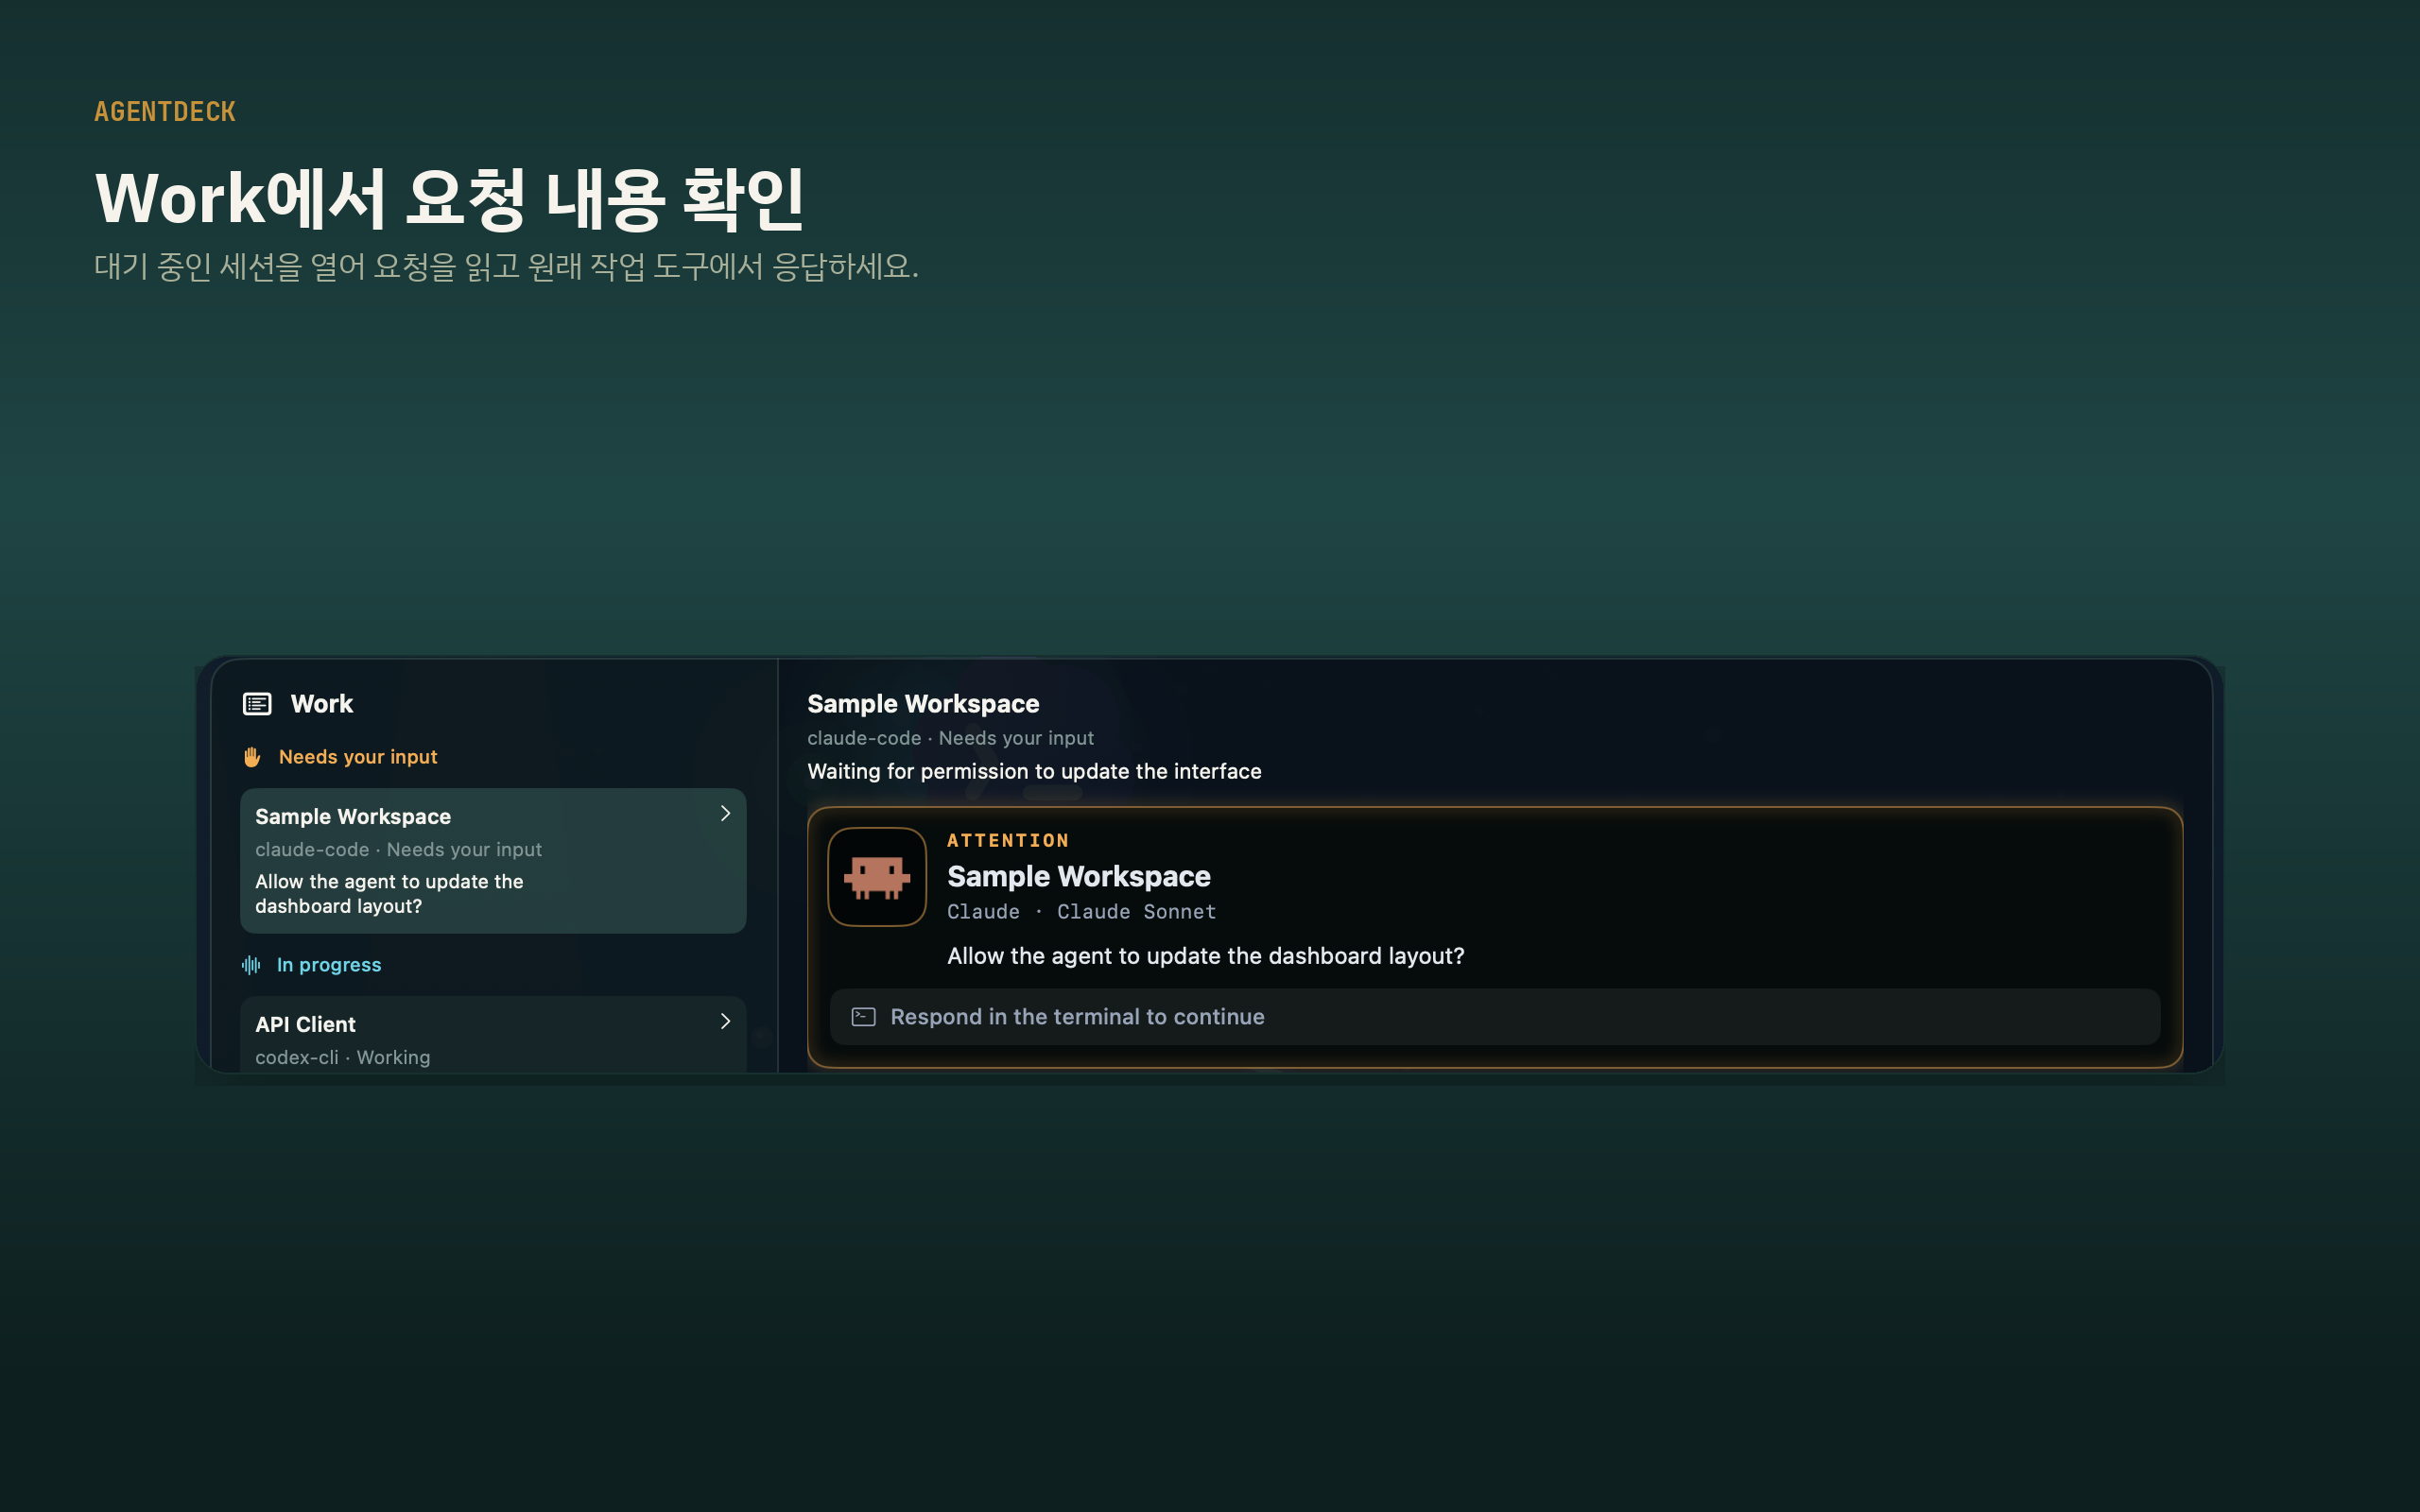 AGENTDECK
Work에서 요청 내용 확인
대기 중인 세션을 열어 요청을 읽고 원래 작업 도구에서 응답하세요.
Work
Needs your input
Sample Workspace
claude-code · Needs your input
Allow the agent to update the
dashboard layout?
In progress
API Client
codex-cli · Working
Sample Workspace
claude-code · Needs your input
Waiting for permission to update the interface
ATTENTION
Sample Workspace
Claude · Claude Sonnet
Allow the agent to update the dashboard layout?
Respond in the terminal to continue